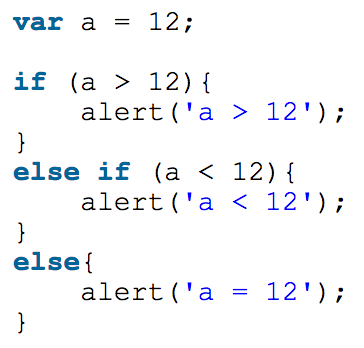 var a = 12;

if (a > 12){
    alert('a > 12');
}
else if (a < 12){
    alert('a < 12');
}
else{
    alert('a = 12');
}